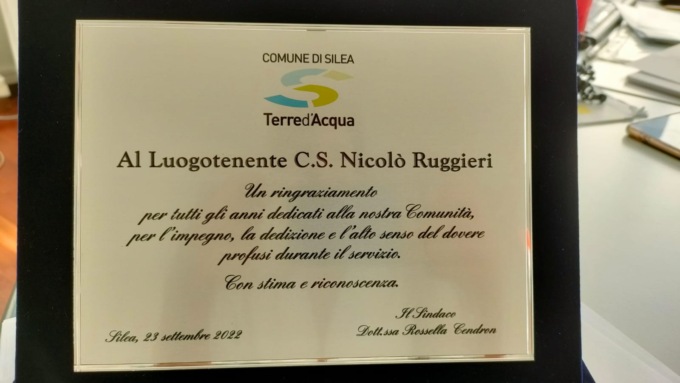 COMUNE DI SILEA
Terred'Acqua
Al Luogotenente C.S. Nicolò Ruggieri
Un ringraziamento
per tutti gli anni dedicati alla nostra Comunità,
per l'impegno, la dedizione e l'alto senso del dovere
profusi durante il servizio.
Con stima e riconoscenza.
Il Sindaco
Silea, 23 settembre 2022
Dott.ssa Rossella Cendron